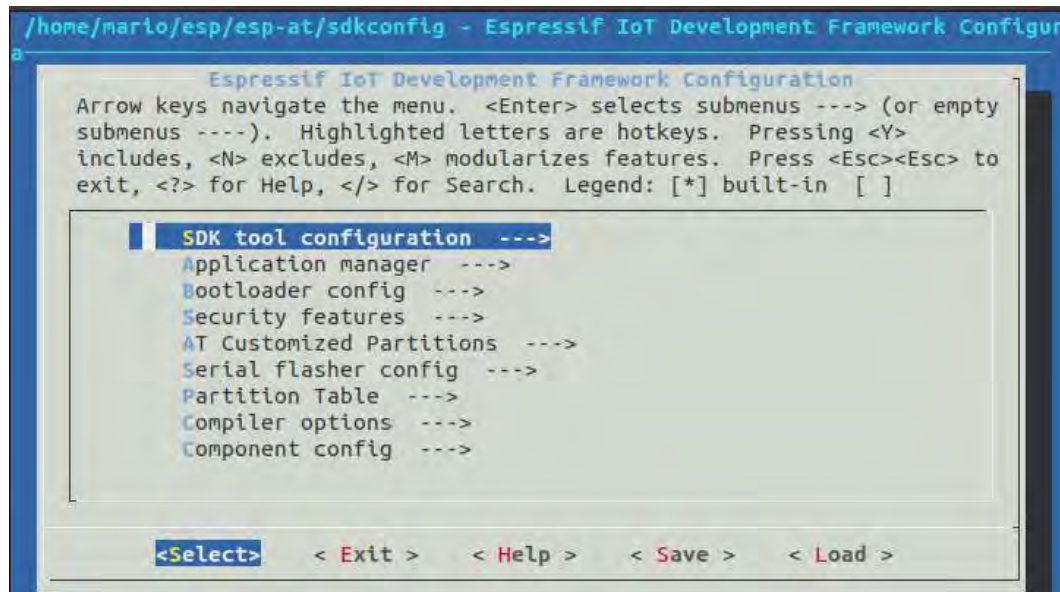 /home/mario/esp/esp-at/sdkconfig - Espressif IoT Development Framework Configur
a
Espressif IoT Development Framework Configuration
Arrow keys navigate the menu.  <Enter> selects submenus ---> (or empty
submenus ----).  Highlighted letters are hotkeys.  Pressing <Y>
includes, <N> excludes, <M> modularizes features.  Press <Esc><Esc> to
exit, <?> for Help, </> for Search.  Legend: [*] built-in  [ ]
SDK tool configuration  --->
Application manager  --->
Bootloader config  --->
Security features  --->
AT Customized Partitions  --->
Serial flasher config  --->
Partition Table  --->
Compiler options  --->
Component config  --->
<Select>    < Exit >    < Help >    < Save >    < Load >